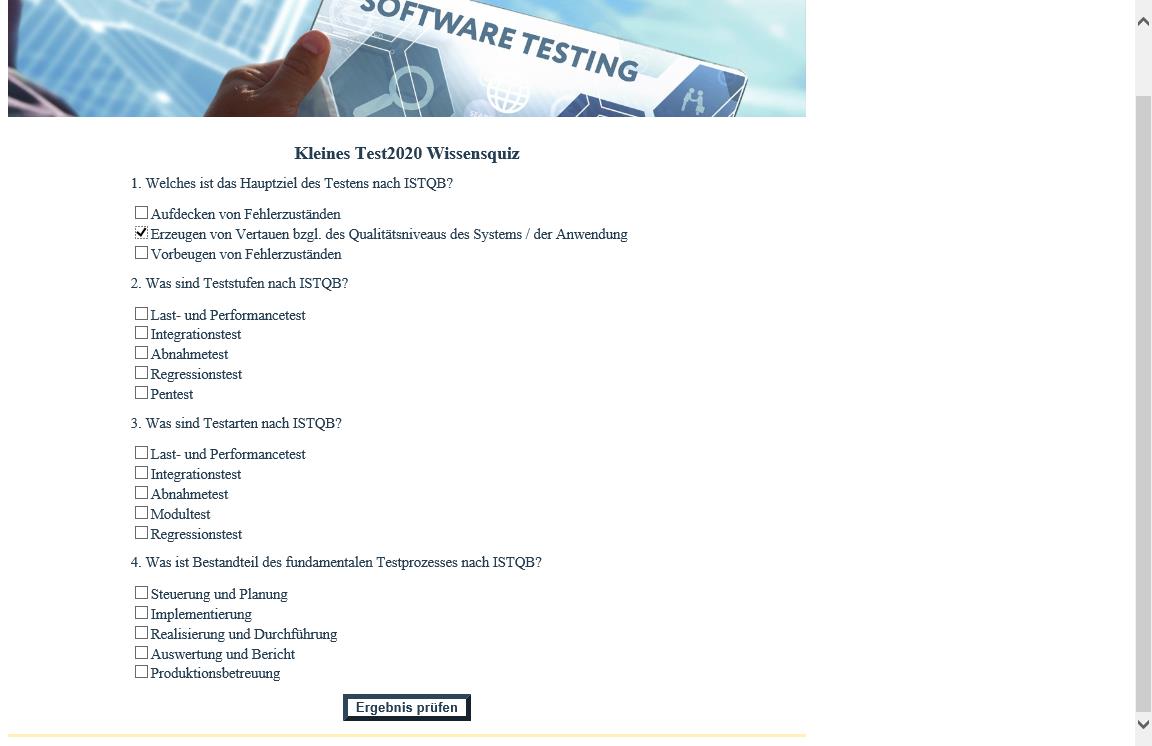 SOFTWARE TESTING
Kleines Test2020 Wissensquiz
1. Welches ist das Hauptziel des Testens nach ISTQB?
Aufdecken von Fehlerzuständen
Erzeugen von Vertauen bzgl. des Qualitätsniveaus des Systems / der Anwendung
Vorbeugen von Fehlerzuständen
2. Was sind Teststufen nach ISTQB?
Last- und Performancetest
Integrationstest
Abnahmetest
Regressionstest
Pentest
3. Was sind Testarten nach ISTQB?
Last- und Performancetest
Integrationstest
Abnahmetest
Modultest
Regressionstest
4. Was ist Bestandteil des fundamentalen Testprozesses nach ISTQB?
Steuerung und Planung
Implementierung
Realisierung und Durchführung
Auswertung und Bericht
Produktionsbetreuung
Ergebnis prüfen